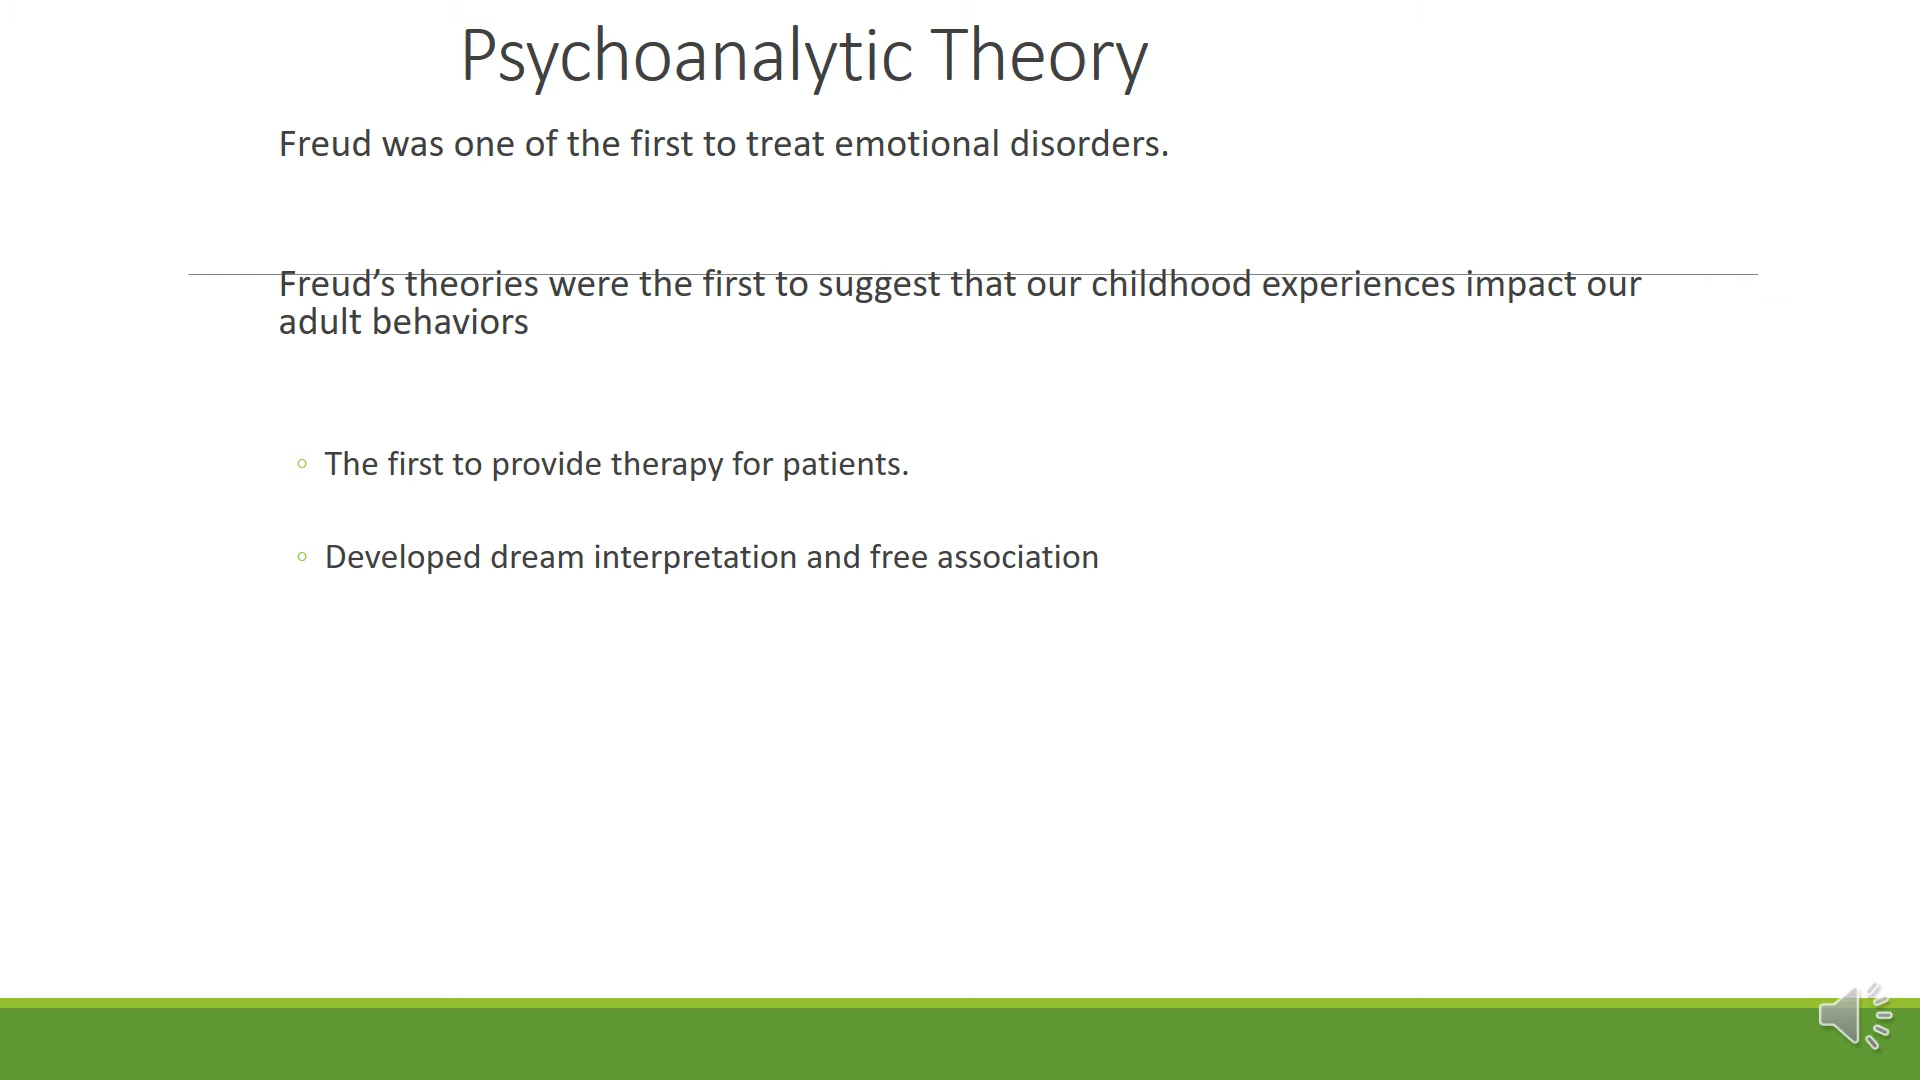 Psychoanalytic Theory
Freud was one of the first to treat emotional disorders.
Freud’s theories were the first to suggest that our childhood experiences impact our
adult behaviors
◦ The first to provide therapy for patients.
◦ Developed dream interpretation and free association